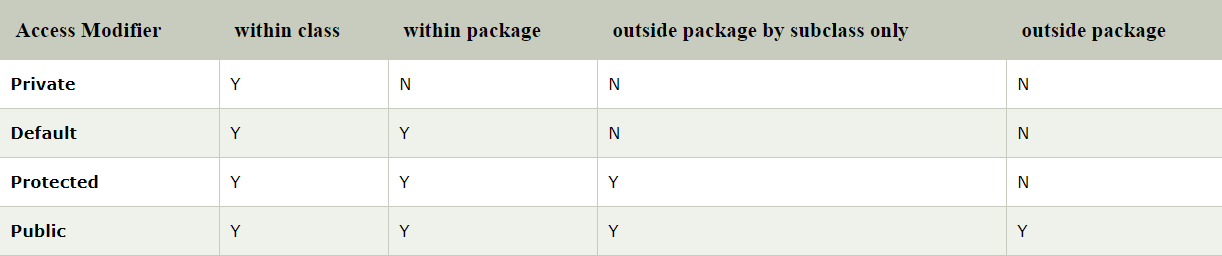 Access Modifier within class within package outside package by subclass only outside package
Private Y N N N
Default Y Y N N
Protected Y Y Y N
Public Y Y Y Y